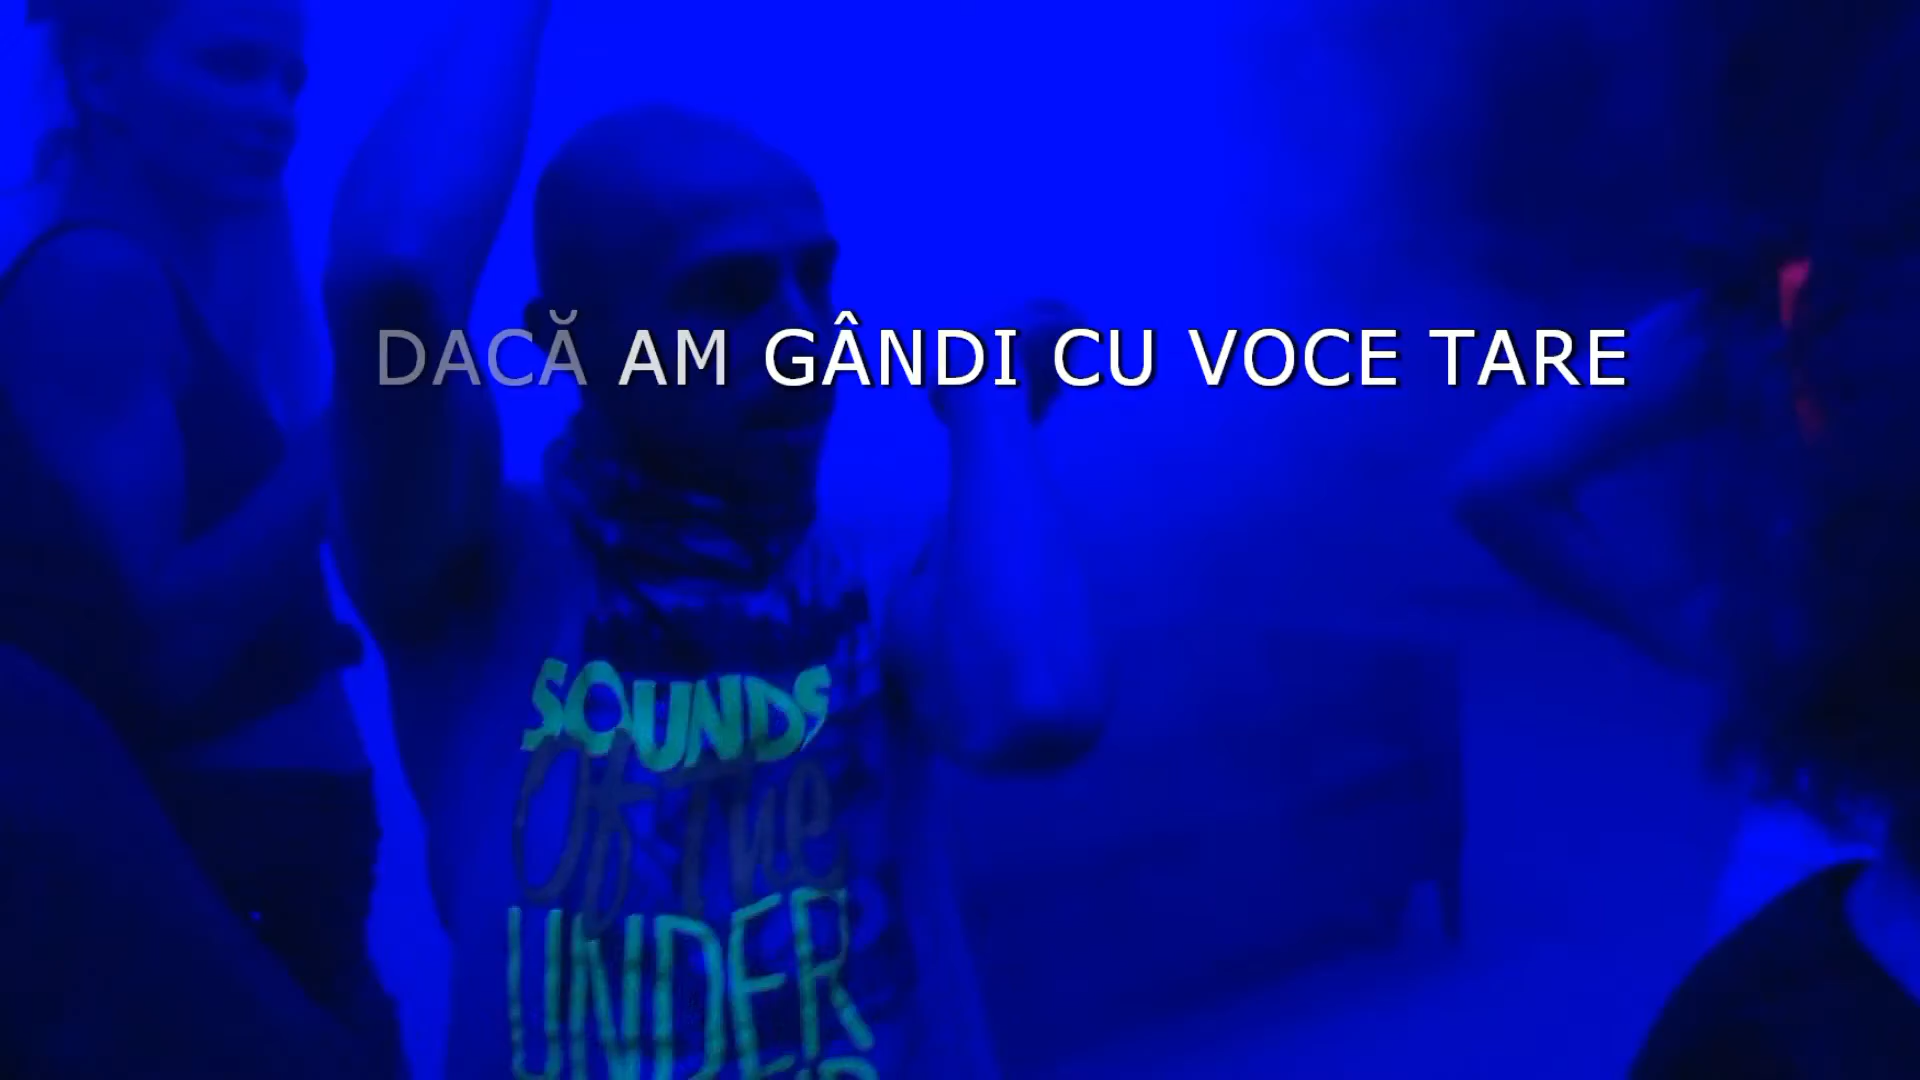 DACĂ AM GÂNDI CU VOCE TARE
SOUNDS
Of The
UNDER